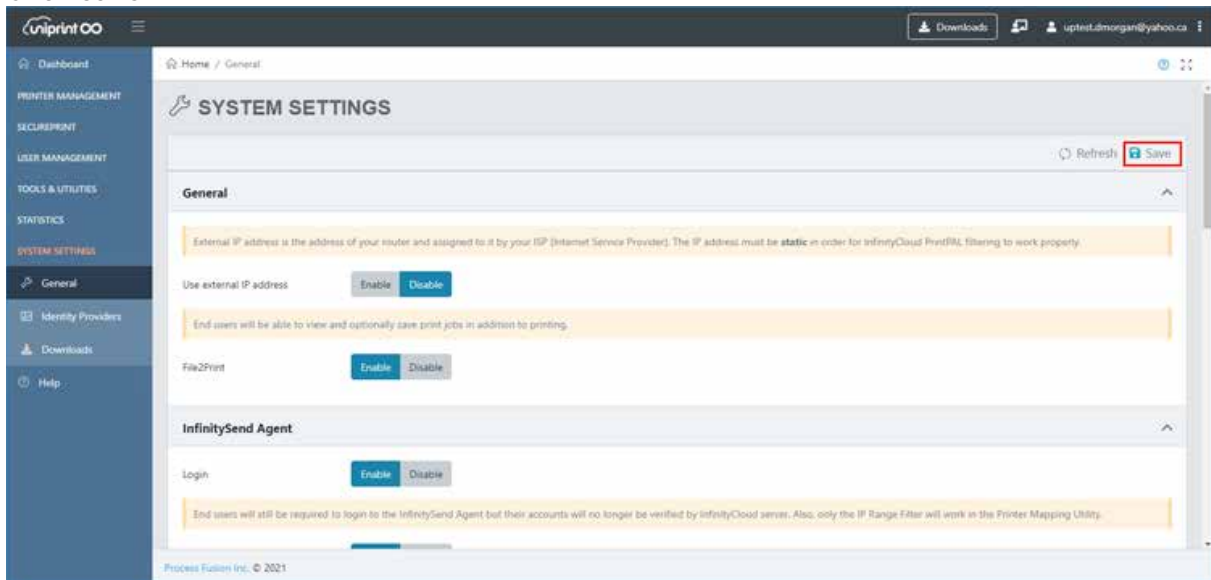 uniprint
Downloads
uptest.dmorgan@yahoo.ca
Dashboard
Home / General
PRINTER MANAGEMENT
SYSTEM SETTINGS
SECUREPRINT
USER MANAGEMENT
Refresh Save
TOOLS & UTILITIES
General
STATISTICS
External IP address is the address of your router and assigned to it by your ISP (Internet Service Provider). The IP address must be static in order for InfinityCloud PrintPAL filtering to work properly.
SYSTEM SETTINGS
General
Use external IP address Enable Disable
Identity Providers
End users will be able to view and optionally save print jobs in addition to printing.
Downloads
File2Print Enable Disable
Help
InfinitySend Agent
Login Enable Disable
End users will still be required to login to the InfinitySend Agent but their accounts will no longer be verified by InfinityCloud server. Also, only the IP Range Filter will work in the Printer Mapping Utility.
Process Fusion Inc. © 2021